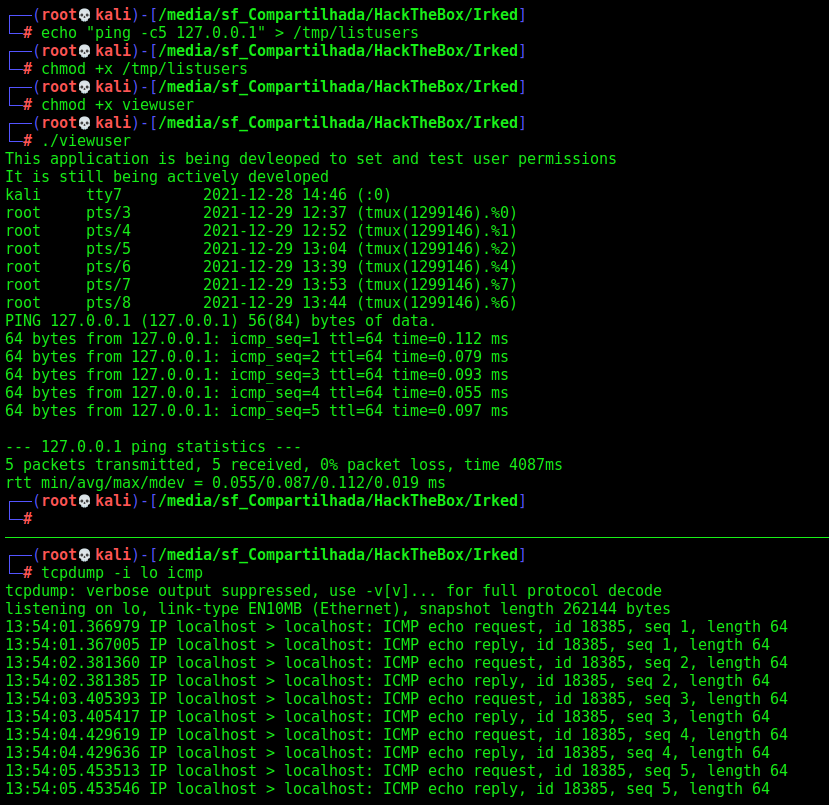 ┌──(root💀kali)-[/media/sf_Compartilhada/HackTheBox/Irked]
└─# echo "ping -c5 127.0.0.1" > /tmp/listusers
┌──(root💀kali)-[/media/sf_Compartilhada/HackTheBox/Irked]
└─# chmod +x /tmp/listusers
┌──(root💀kali)-[/media/sf_Compartilhada/HackTheBox/Irked]
└─# chmod +x viewuser
┌──(root💀kali)-[/media/sf_Compartilhada/HackTheBox/Irked]
└─# ./viewuser
This application is being devleoped to set and test user permissions
It is still being actively developed
kali     tty7         2021-12-28 14:46 (:0)
root     pts/3        2021-12-29 12:37 (tmux(1299146).%0)
root     pts/4        2021-12-29 12:52 (tmux(1299146).%1)
root     pts/5        2021-12-29 13:04 (tmux(1299146).%2)
root     pts/6        2021-12-29 13:39 (tmux(1299146).%4)
root     pts/7        2021-12-29 13:53 (tmux(1299146).%7)
root     pts/8        2021-12-29 13:44 (tmux(1299146).%6)
PING 127.0.0.1 (127.0.0.1) 56(84) bytes of data.
64 bytes from 127.0.0.1: icmp_seq=1 ttl=64 time=0.112 ms
64 bytes from 127.0.0.1: icmp_seq=2 ttl=64 time=0.079 ms
64 bytes from 127.0.0.1: icmp_seq=3 ttl=64 time=0.093 ms
64 bytes from 127.0.0.1: icmp_seq=4 ttl=64 time=0.055 ms
64 bytes from 127.0.0.1: icmp_seq=5 ttl=64 time=0.097 ms

--- 127.0.0.1 ping statistics ---
5 packets transmitted, 5 received, 0% packet loss, time 4087ms
rtt min/avg/max/mdev = 0.055/0.087/0.112/0.019 ms
┌──(root💀kali)-[/media/sf_Compartilhada/HackTheBox/Irked]
└─#
┌──(root💀kali)-[/media/sf_Compartilhada/HackTheBox/Irked]
└─# tcpdump -i lo icmp
tcpdump: verbose output suppressed, use -v[v]... for full protocol decode
listening on lo, link-type EN10MB (Ethernet), snapshot length 262144 bytes
13:54:01.366979 IP localhost > localhost: ICMP echo request, id 18385, seq 1, length 64
13:54:01.367005 IP localhost > localhost: ICMP echo reply, id 18385, seq 1, length 64
13:54:02.381360 IP localhost > localhost: ICMP echo request, id 18385, seq 2, length 64
13:54:02.381385 IP localhost > localhost: ICMP echo reply, id 18385, seq 2, length 64
13:54:03.405393 IP localhost > localhost: ICMP echo request, id 18385, seq 3, length 64
13:54:03.405417 IP localhost > localhost: ICMP echo reply, id 18385, seq 3, length 64
13:54:04.429619 IP localhost > localhost: ICMP echo request, id 18385, seq 4, length 64
13:54:04.429636 IP localhost > localhost: ICMP echo reply, id 18385, seq 4, length 64
13:54:05.453513 IP localhost > localhost: ICMP echo request, id 18385, seq 5, length 64
13:54:05.453546 IP localhost > localhost: ICMP echo reply, id 18385, seq 5, length 64